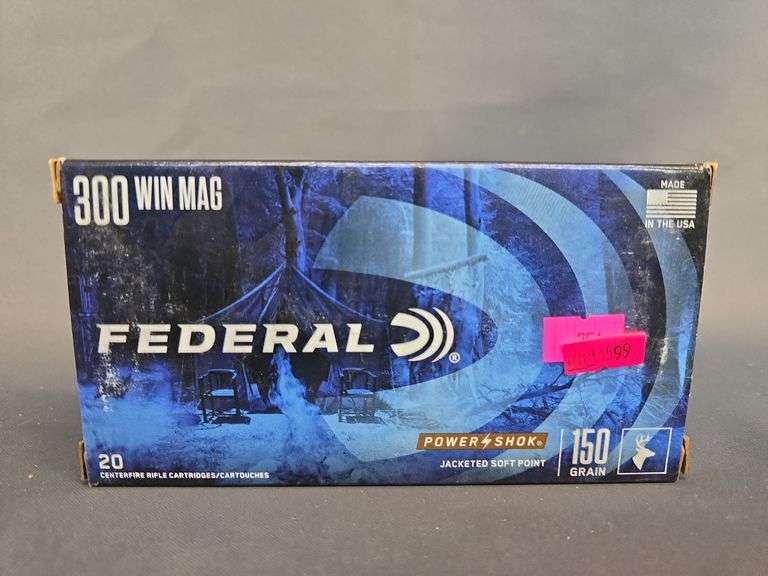 300 WIN MAG
MADE
IN THE USA
FEDERAL ®
99
POWER SHOK®
JACKETED SOFT POINT
150
GRAIN
20
CENTERFIRE RIFLE CARTRIDGES/CARTOUCHES